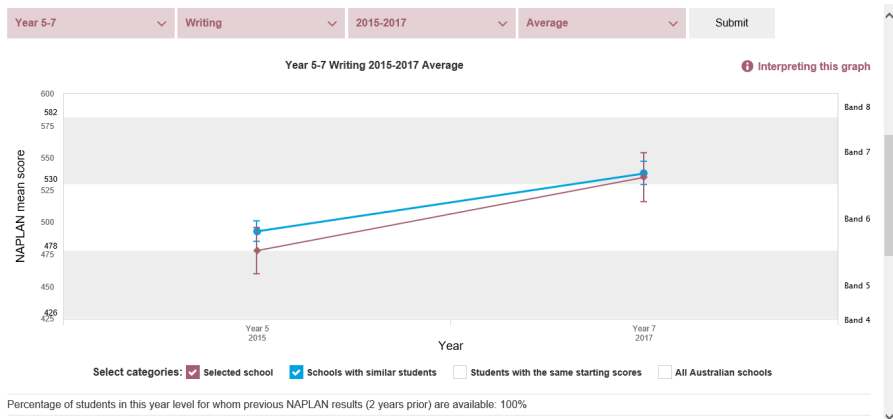 Year 5-7 Writing 2015-2017 Average Submit
Year 5-7 Writing 2015-2017 Average
Interpreting this graph
NAPLAN mean score
600
582
575
550
530
525
500
478
475
450
426
425
Band 8
Band 7
Band 6
Band 5
Band 4
Year 5
2015
Year 7
2017
Year
Select categories: Selected school Schools with similar students Students with the same starting scores All Australian schools
Percentage of students in this year level for whom previous NAPLAN results (2 years prior) are available: 100%